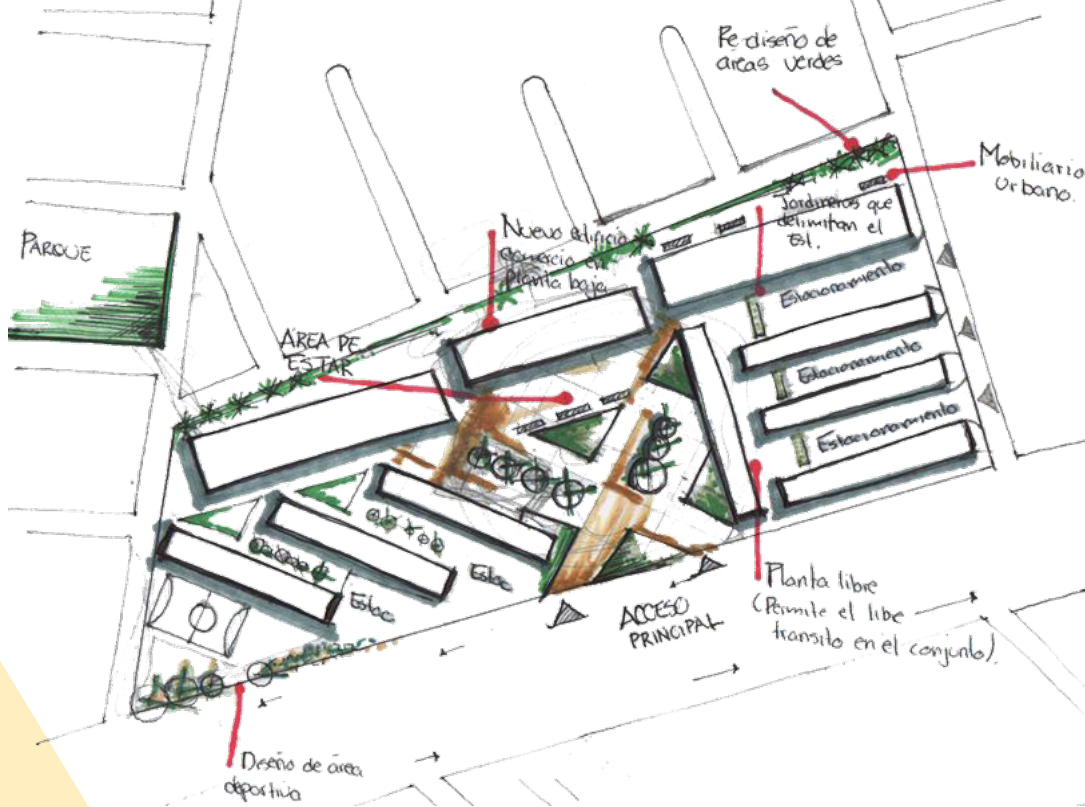 Re-diseño de
areas verdes
Mobiliario
Urbano.
Jardineras que
delimitan el
Est.
PARQUE
Nuevo edificio
comercio en
Planta baja
Estacionamiento
ÁREA DE
ESTAR
Estacionamiento
Estacionamiento
Estac
Estac
ACCESO
PRINCIPAL
Planta libre
(Permite el libe
transito en el conjunto).
Diseño de área
deportiva